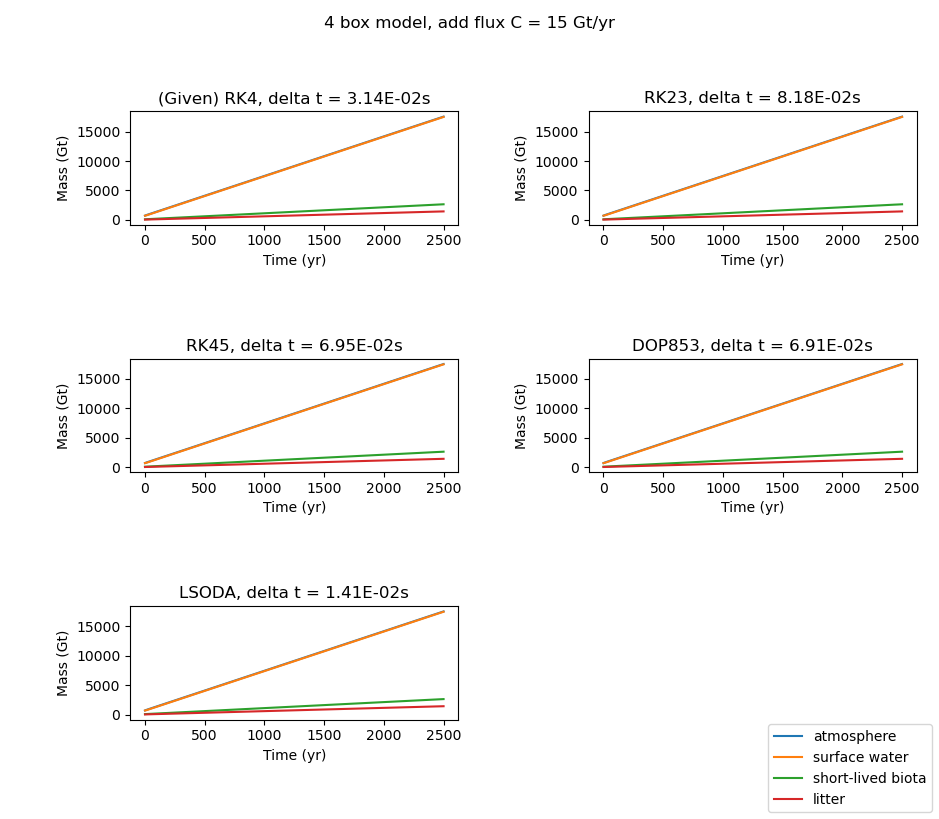 4 box model, add flux C = 15 Gt/yr
(Given) RK4, delta t = 3.14E-02s
Mass (Gt)
15000
10000
5000
0
0 500 1000 1500 2000 2500
Time (yr)
RK23, delta t = 8.18E-02s
Mass (Gt)
15000
10000
5000
0
0 500 1000 1500 2000 2500
Time (yr)
RK45, delta t = 6.95E-02s
Mass (Gt)
15000
10000
5000
0
0 500 1000 1500 2000 2500
Time (yr)
DOP853, delta t = 6.91E-02s
Mass (Gt)
15000
10000
5000
0
0 500 1000 1500 2000 2500
Time (yr)
LSODA, delta t = 1.41E-02s
Mass (Gt)
15000
10000
5000
0
0 500 1000 1500 2000 2500
Time (yr)
atmosphere
surface water
short-lived biota
litter